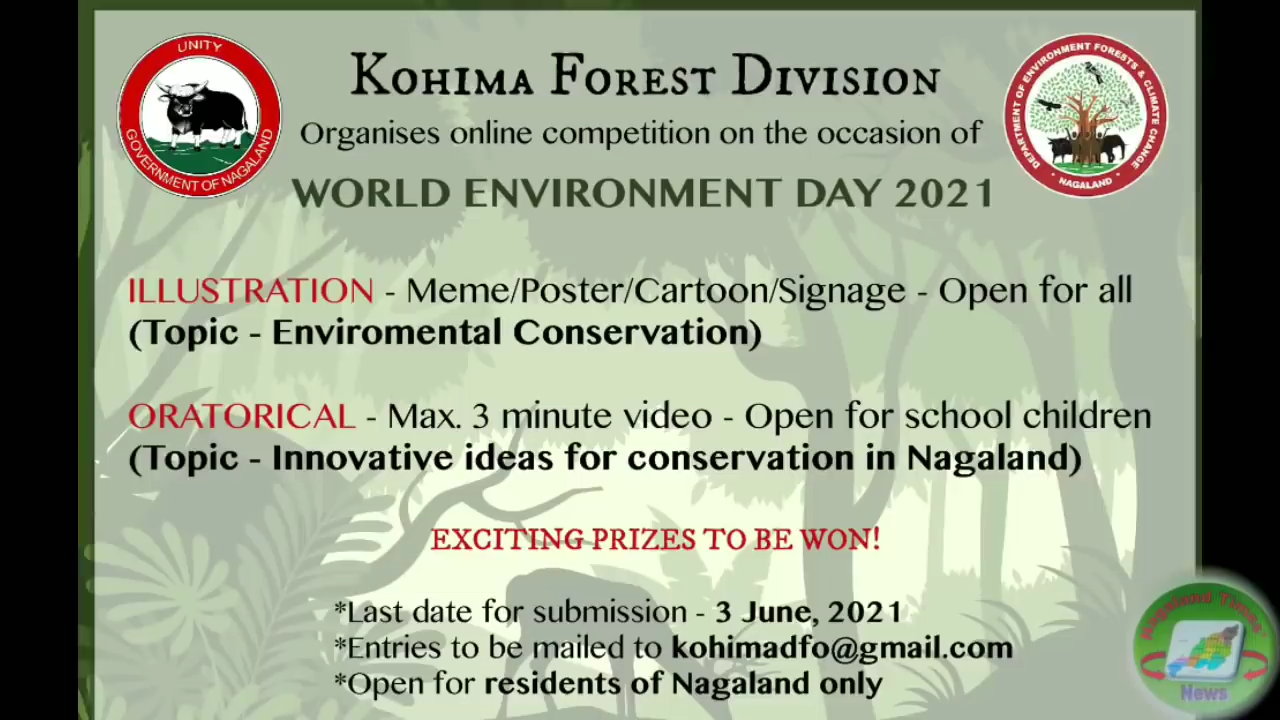 UNITY
GOVERNMENT OF NAGALAND
KOHIMA FOREST DIVISION
DEPARTMENT OF ENVIRONMENT FORESTS & CLIMATE CHANGE
• NAGALAND •
Organises online competition on the occasion of
WORLD ENVIRONMENT DAY 2021
ILLUSTRATION - Meme/Poster/Cartoon/Signage - Open for all
(Topic - Enviromental Conservation)
ORATORICAL - Max. 3 minute video - Open for school children
(Topic - Innovative ideas for conservation in Nagaland)
EXCITING PRIZES TO BE WON!
*Last date for submission - 3 June, 2021
*Entries to be mailed to kohimadfo@gmail.com
*Open for residents of Nagaland only
Nagaland Times'
News